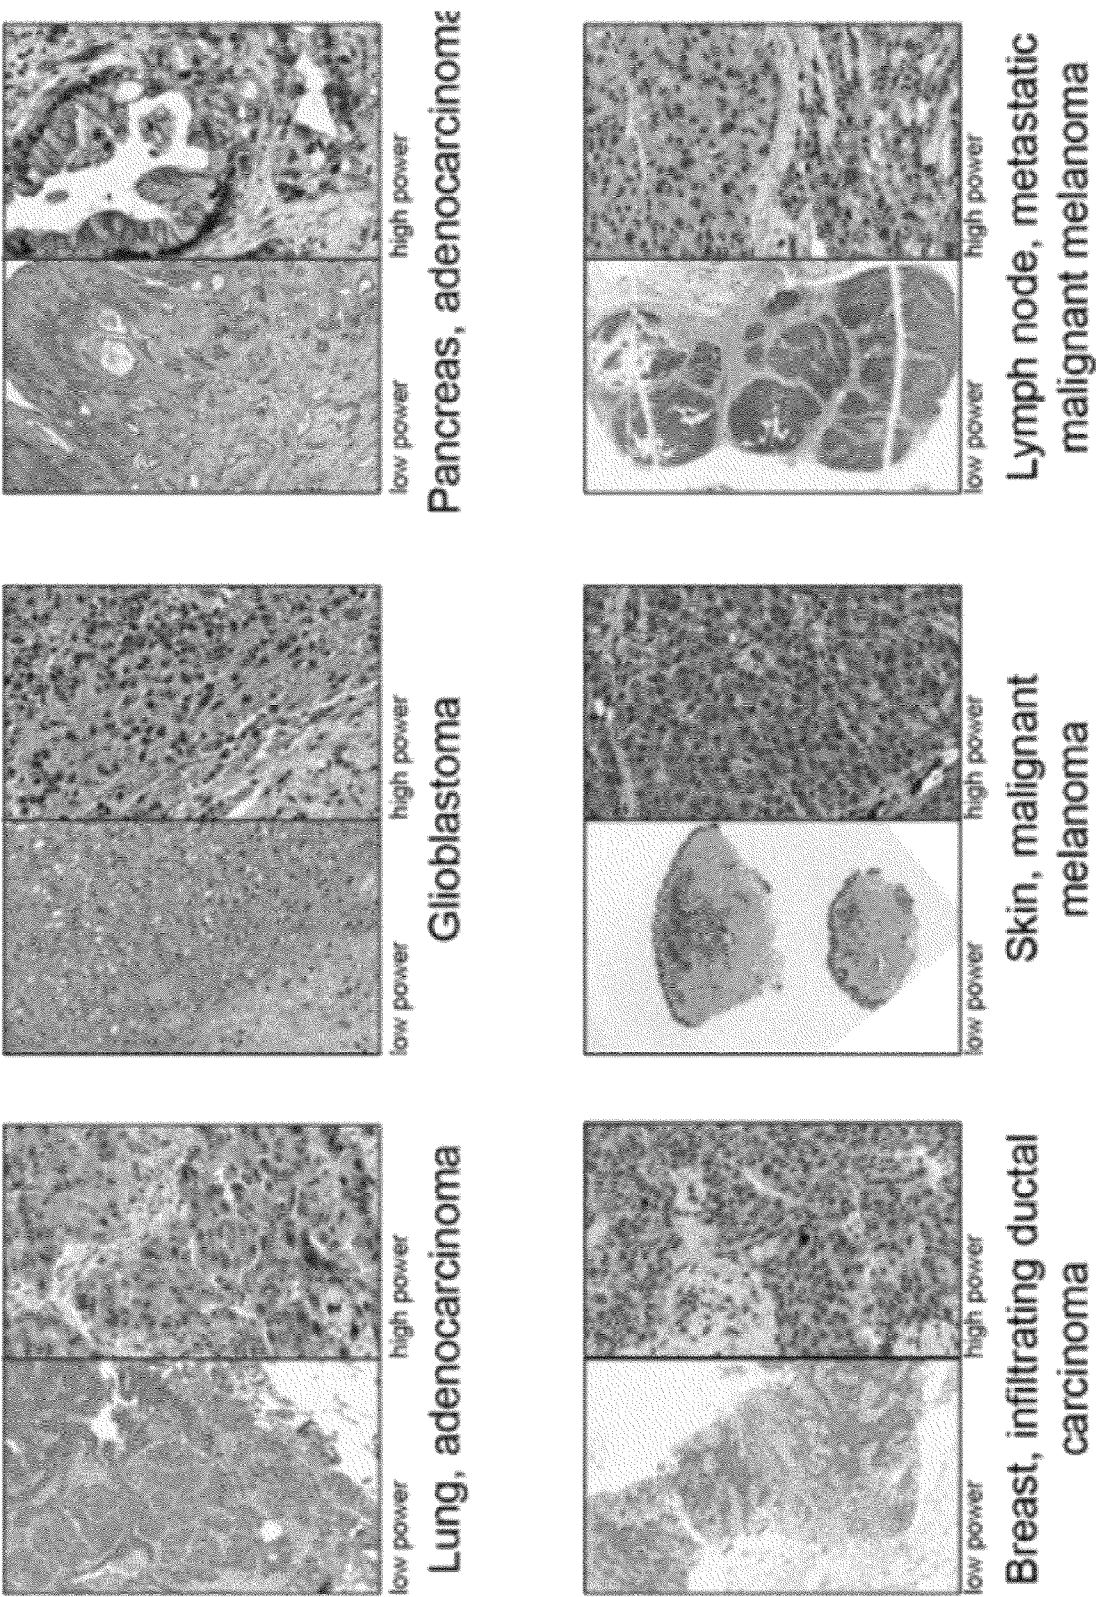 low power high power
Lung, adenocarcinoma
low power high power
Glioblastoma
low power high power
Pancreas, adenocarcinoma
low power high power
Breast, infiltrating ductal
carcinoma
low power high power
Skin, malignant
melanoma
low power high power
Lymph node, metastatic
malignant melanoma